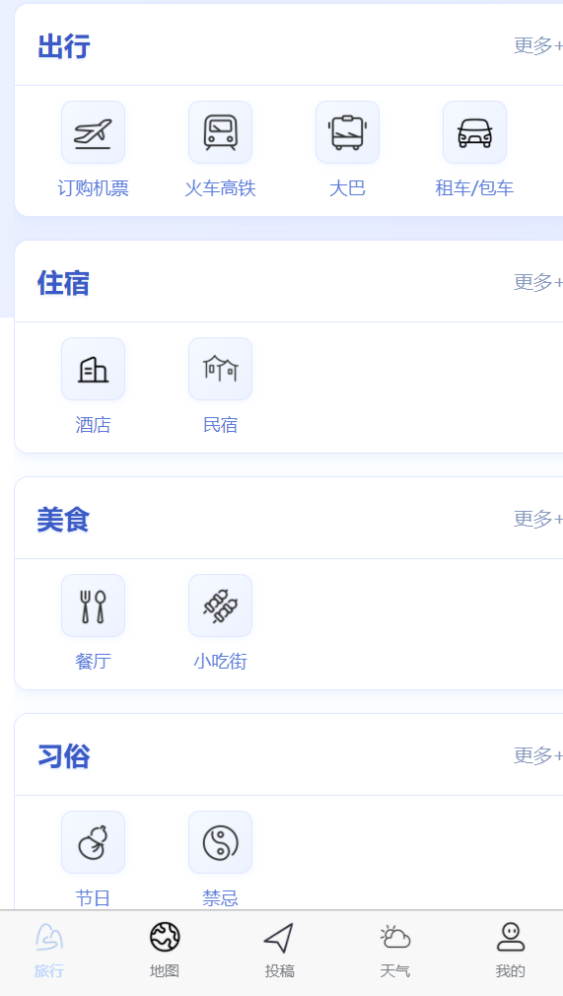 出行 更多+
订购机票 火车高铁 大巴 租车/包车
住宿 更多+
酒店 民宿
美食 更多+
餐厅 小吃街
习俗 更多+
节日 禁忌
旅行 地图 投稿 天气 我的